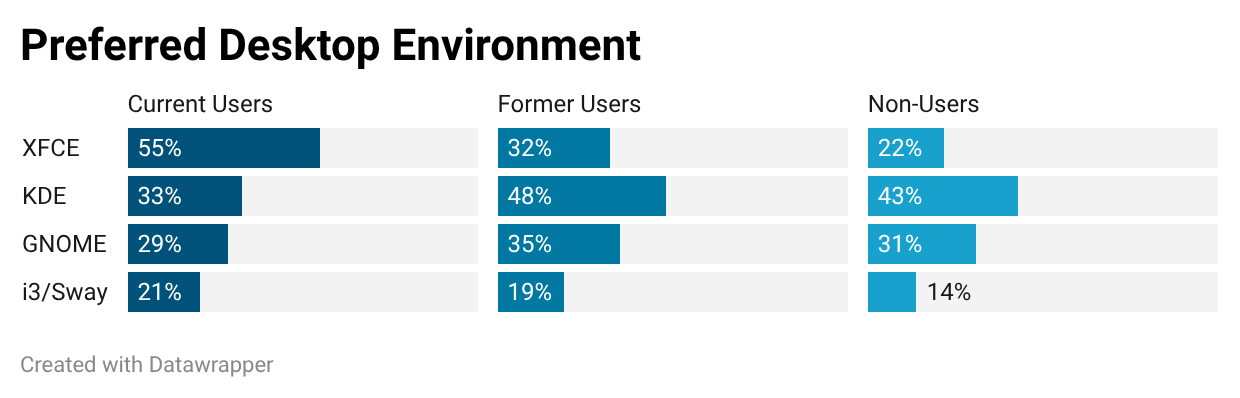 Preferred Desktop Environment
Current Users Former Users Non-Users
XFCE 55% 32% 22%
KDE 33% 48% 43%
GNOME 29% 35% 31%
i3/Sway 21% 19% 14%
Created with Datawrapper